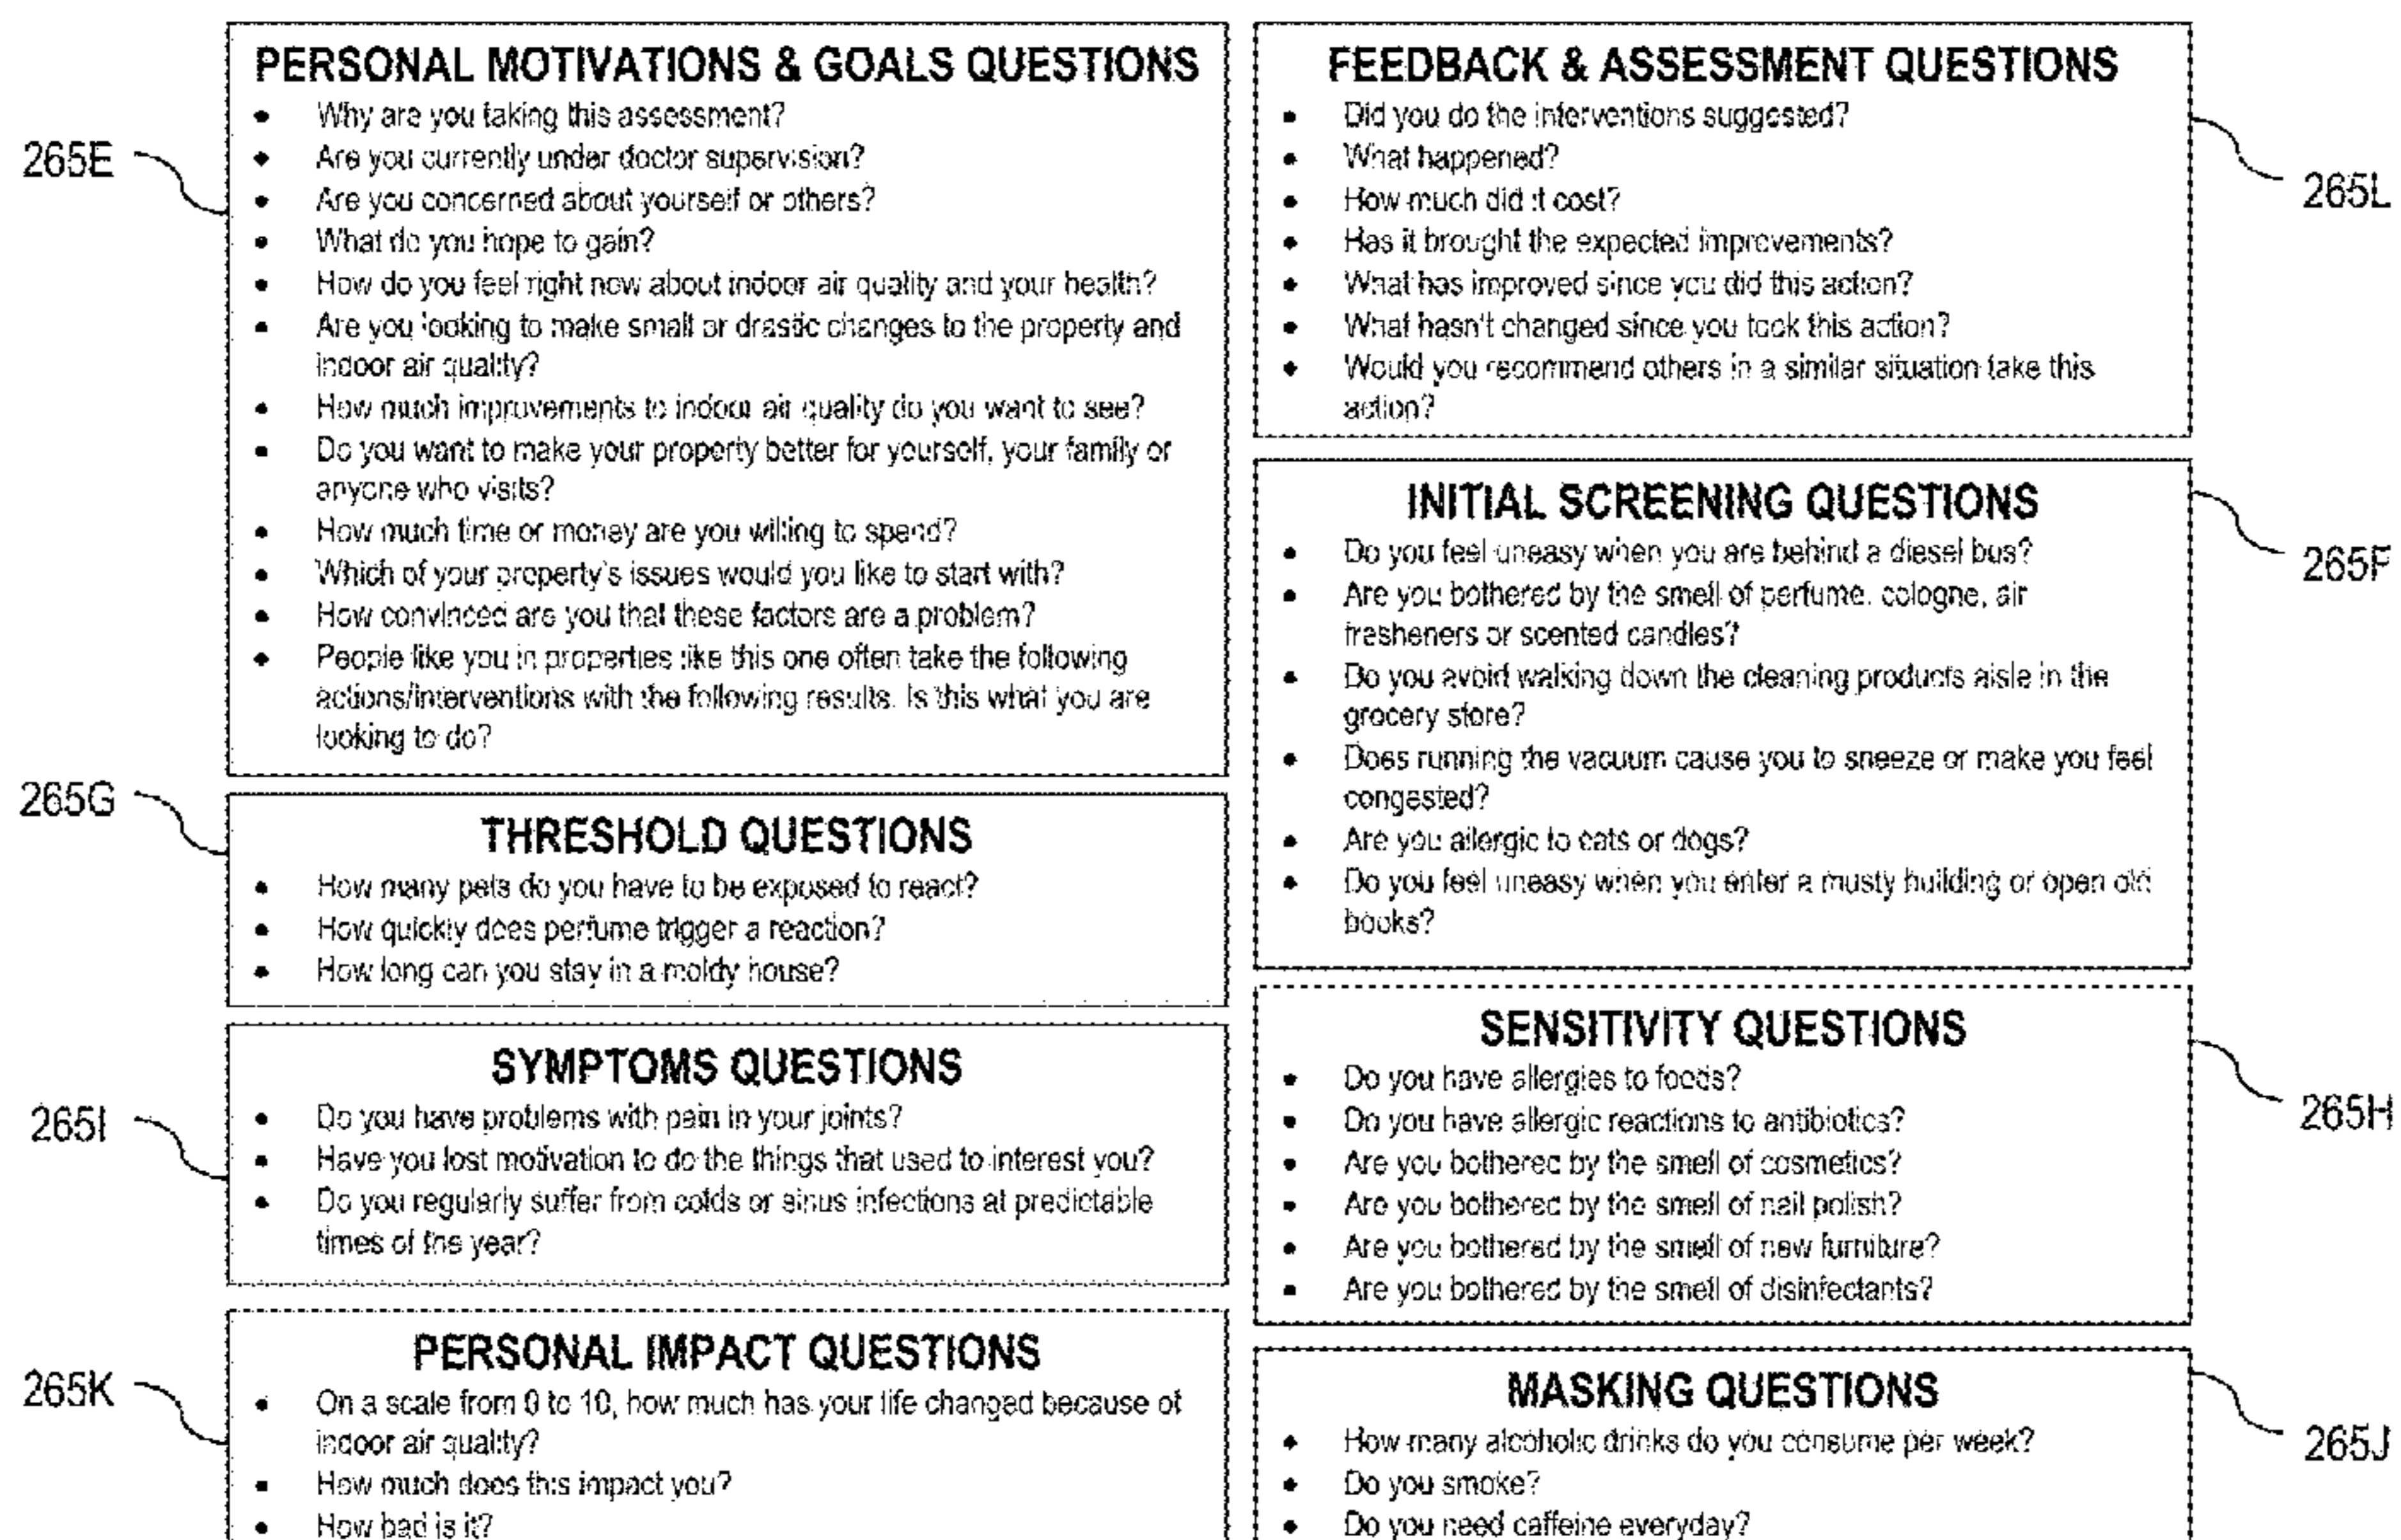 265E
PERSONAL MOTIVATIONS & GOALS QUESTIONS
• Why are you taking this assessment?
• Are you currently under doctor supervision?
• Are you concerned about yourself or others?
• What do you hope to gain?
• How do you feel right now about indoor air quality and your health?
• Are you looking to make small or drastic changes to the property and
indoor air quality?
• How much improvements to indoor air quality do you want to see?
• Do you want to make your property better for yourself, your family or
anyone who visits?
• How much time or money are you willing to spend?
• Which of your property's issues would you like to start with?
• How convinced are you that these factors are a problem?
• People like you in properties like this one often take the following
actions/interventions with the following results. Is this what you are
looking to do?
265G
THRESHOLD QUESTIONS
• How many pets do you have to be exposed to react?
• How quickly does perfume trigger a reaction?
• How long can you stay in a moldy house?
265I
SYMPTOMS QUESTIONS
• Do you have problems with pain in your joints?
• Have you lost motivation to do the things that used to interest you?
• Do you regularly suffer from colds or sinus infections at predictable
times of the year?
265K
PERSONAL IMPACT QUESTIONS
• On a scale from 0 to 10, how much has your life changed because of
indoor air quality?
• How much does this impact you?
• How bad is it?
FEEDBACK & ASSESSMENT QUESTIONS
• Did you do the interventions suggested?
• What happened?
• How much did it cost?
• Has it brought the expected improvements?
• What has improved since you did this action?
• What hasn't changed since you took this action?
• Would you recommend others in a similar situation take this
action?
265L
INITIAL SCREENING QUESTIONS
• Do you feel uneasy when you are behind a diesel bus?
• Are you bothered by the smell of perfume, cologne, air
fresheners or scented candles?
• Do you avoid walking down the cleaning products aisle in the
grocery store?
• Does running the vacuum cause you to sneeze or make you feel
congested?
• Are you allergic to cats or dogs?
• Do you feel uneasy when you enter a musty building or open old
books?
265F
SENSITIVITY QUESTIONS
• Do you have allergies to foods?
• Do you have allergic reactions to antibiotics?
• Are you bothered by the smell of cosmetics?
• Are you bothered by the smell of nail polish?
• Are you bothered by the smell of new furniture?
• Are you bothered by the smell of disinfectants?
265H
MASKING QUESTIONS
• How many alcoholic drinks do you consume per week?
• Do you smoke?
• Do you need caffeine everyday?
265J